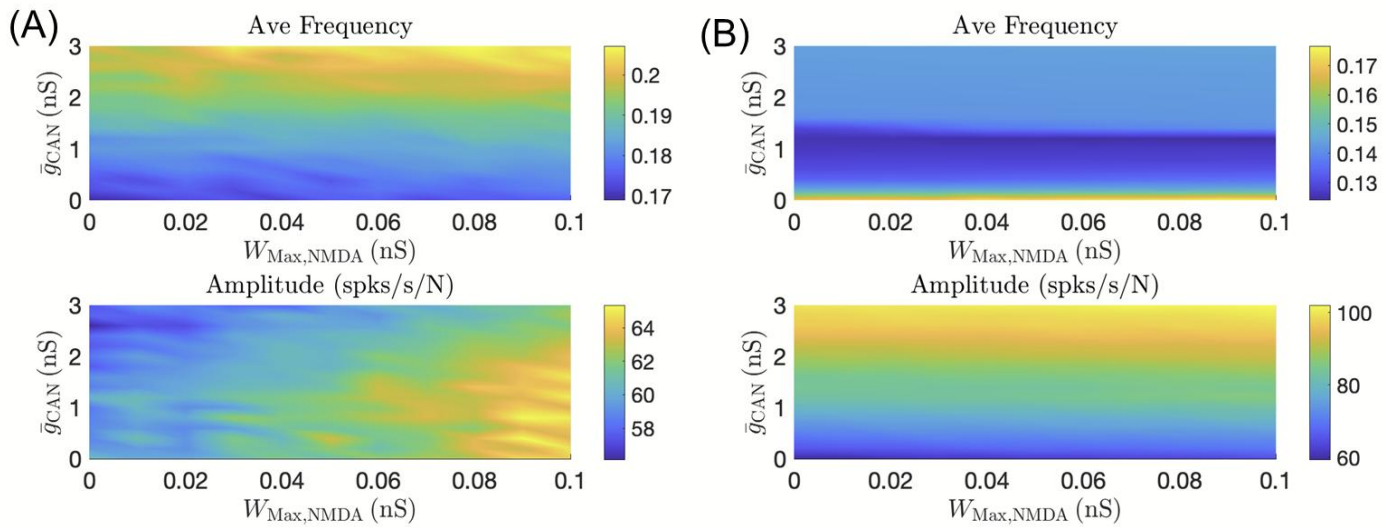 (A)
Ave Frequency
3
2
1
0
ḡCAN (nS)
0 0.02 0.04 0.06 0.08 0.1
WMax,NMDA (nS)
0.2
0.19
0.18
0.17
Amplitude (spks/s/N)
3
2
1
0
ḡCAN (nS)
0 0.02 0.04 0.06 0.08 0.1
WMax,NMDA (nS)
64
62
60
58
(B)
Ave Frequency
3
2
1
0
ḡCAN (nS)
0 0.02 0.04 0.06 0.08 0.1
WMax,NMDA (nS)
0.17
0.16
0.15
0.14
0.13
Amplitude (spks/s/N)
3
2
1
0
ḡCAN (nS)
0 0.02 0.04 0.06 0.08 0.1
WMax,NMDA (nS)
100
80
60